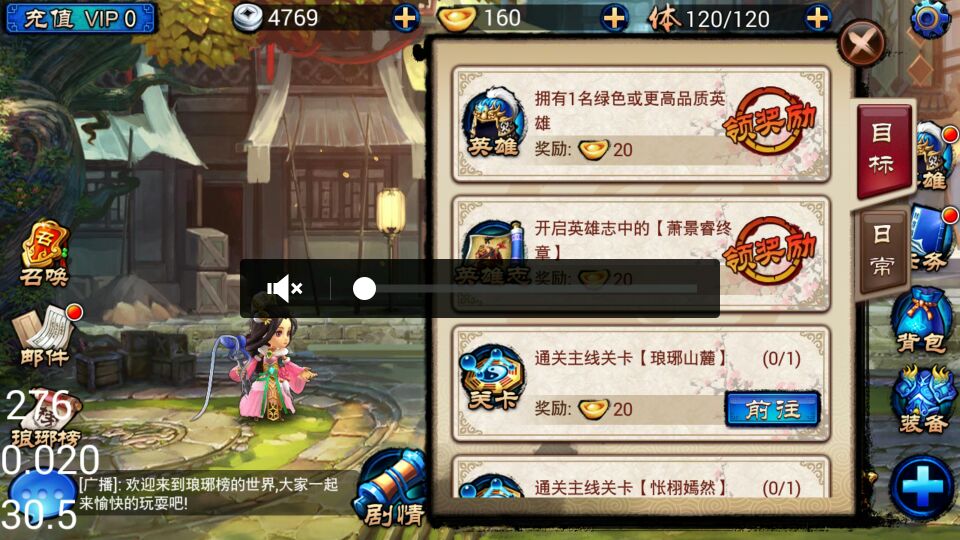 充值 VIP 0
4769
160
体 120/120
拥有1名绿色或更高品质英
雄
奖励: 20
英雄
领奖励
目标
日常
开启英雄志中的【萧景睿终
章】
奖励: 20
英雄志
领奖励
通关主线关卡【琅琊山麓】 (0/1)
奖励: 20
关卡
前往
通关主线关卡【怅栩嫣然】 (0/1)
召
召唤
邮件
琅琊榜
276
0.020
30.5
[广播]: 欢迎来到琅琊榜的世界,大家一起
来愉快的玩耍吧!
剧情
雄
务
背包
装备